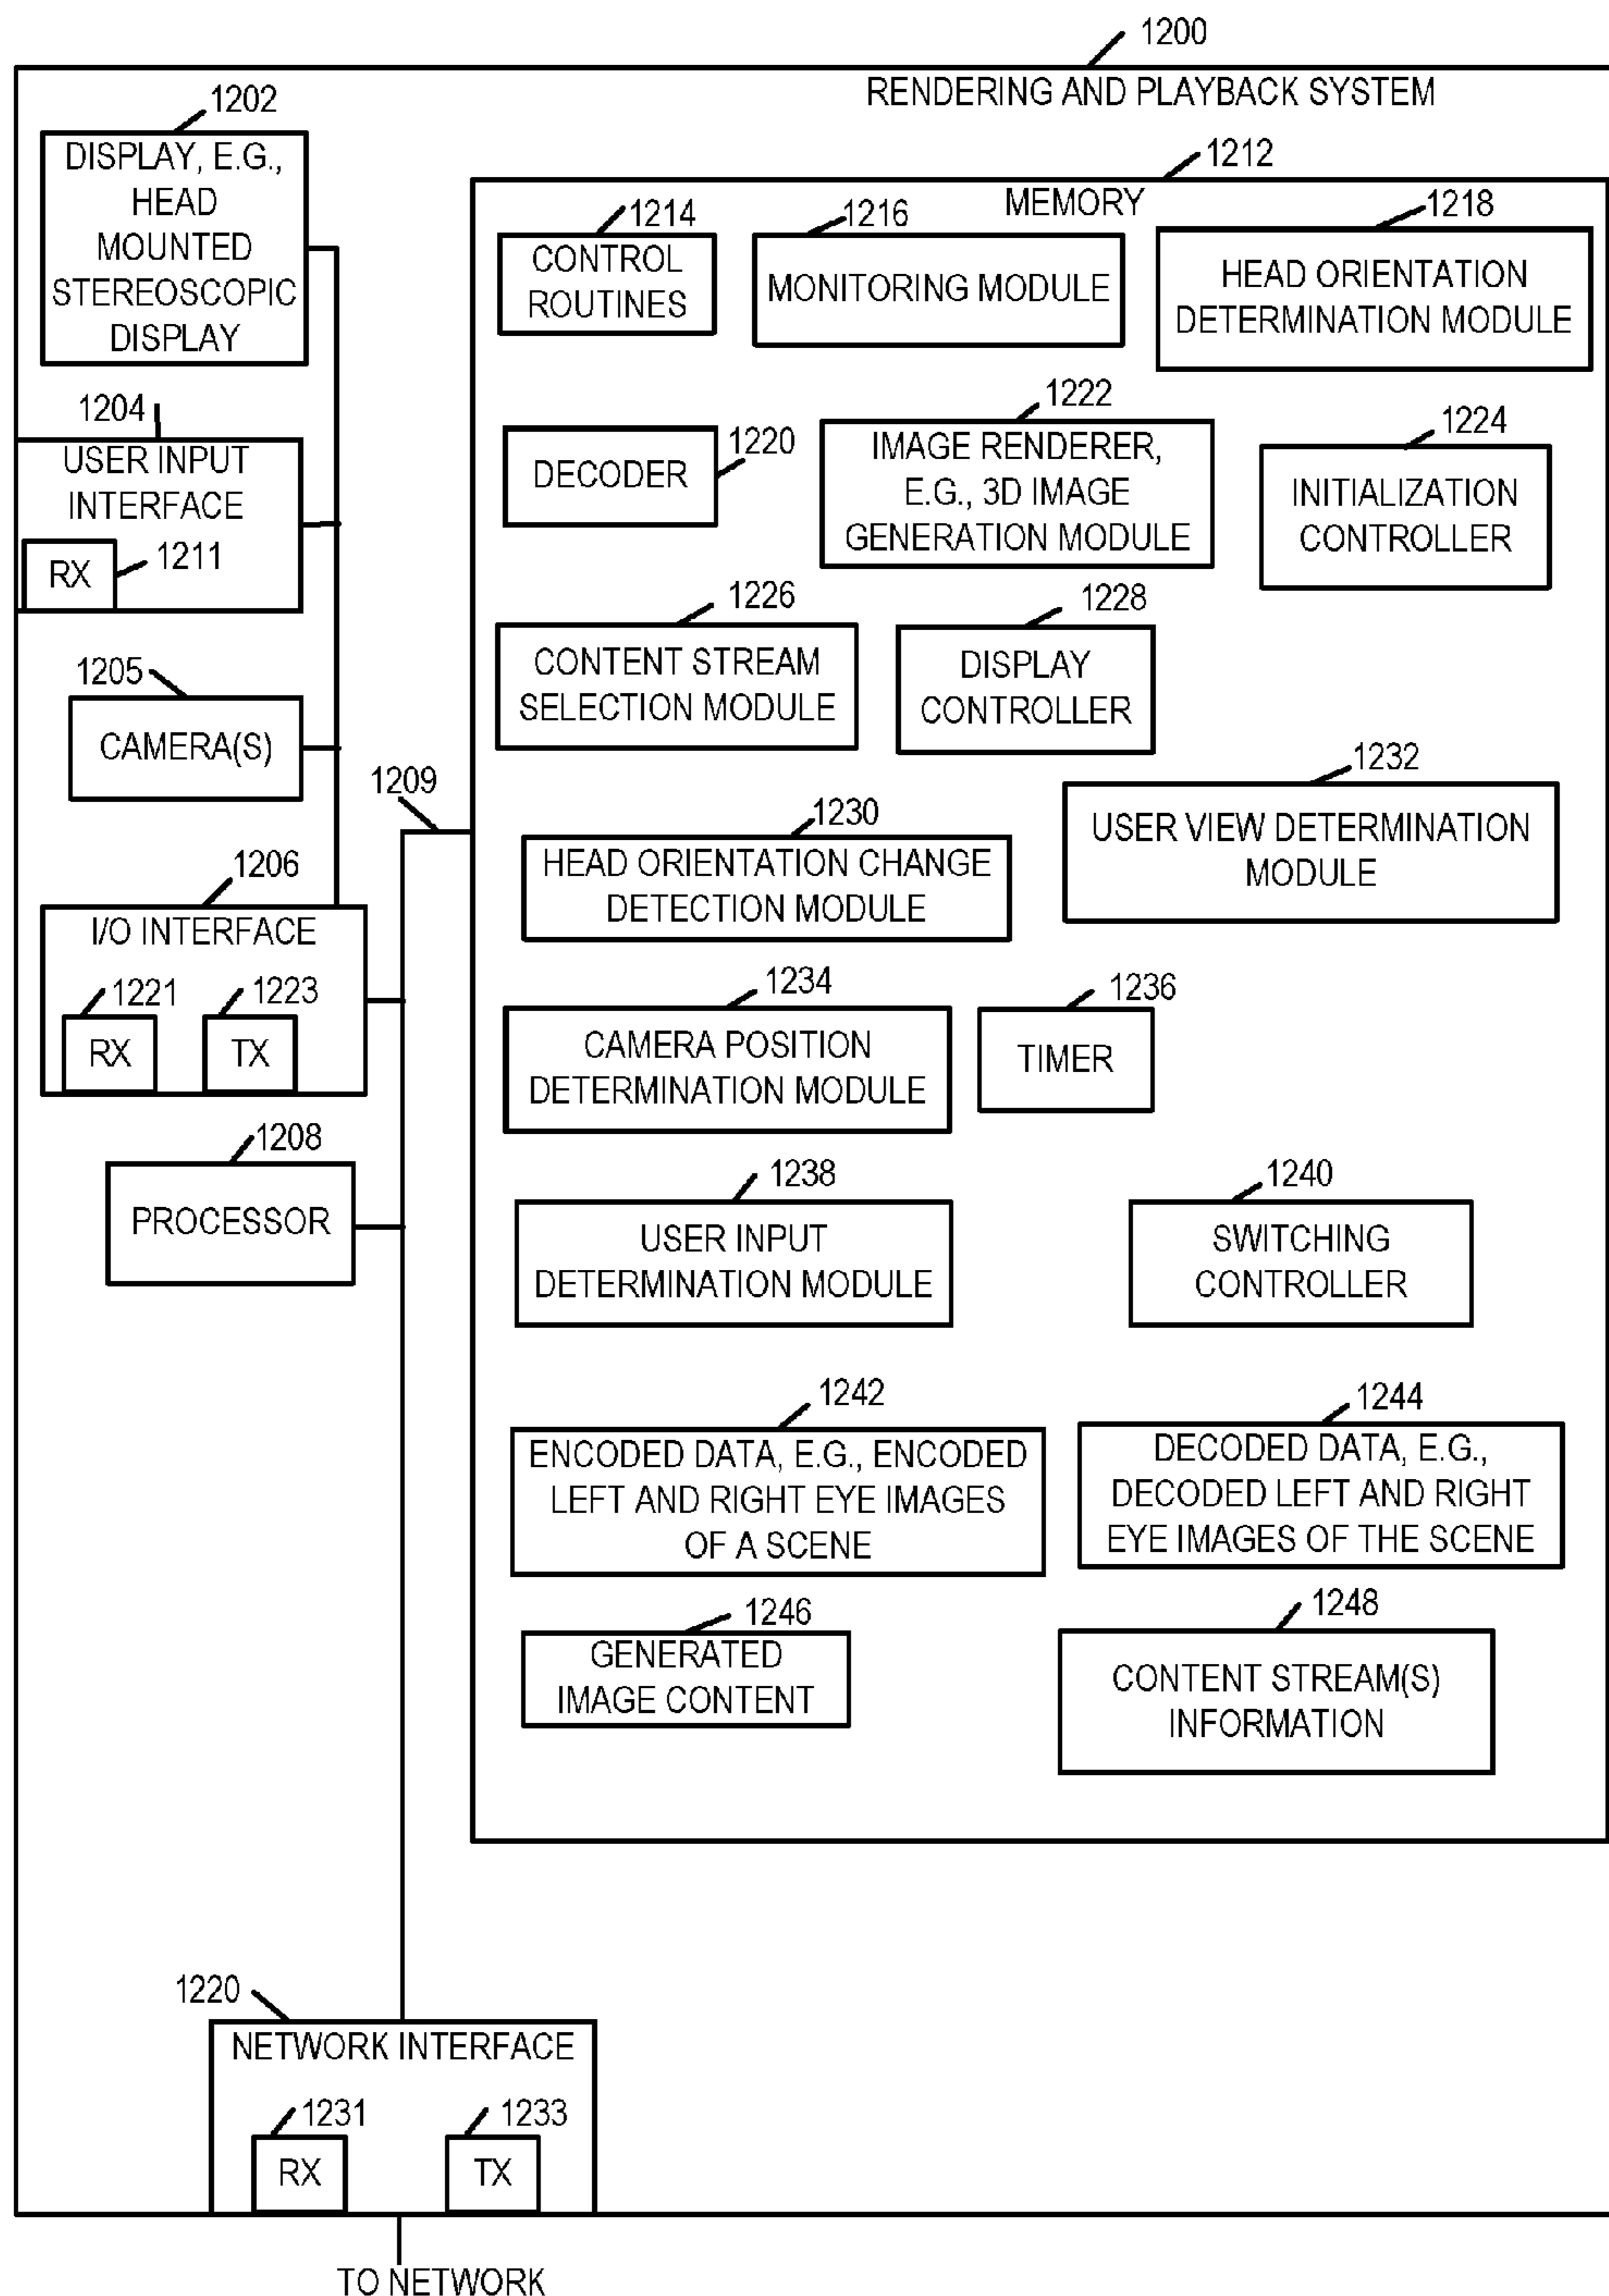 1200
RENDERING AND PLAYBACK SYSTEM
1202
DISPLAY, E.G.,
HEAD
MOUNTED
STEREOSCOPIC
DISPLAY
1204
USER INPUT
INTERFACE
RX
1211
1205
CAMERA(S)
1209
1206
I/O INTERFACE
1221
1223
RX
TX
1208
PROCESSOR
1212
MEMORY
1214
CONTROL
ROUTINES
1216
MONITORING MODULE
1218
HEAD ORIENTATION
DETERMINATION MODULE
DECODER
1220
1222
IMAGE RENDERER,
E.G., 3D IMAGE
GENERATION MODULE
1224
INITIALIZATION
CONTROLLER
1226
CONTENT STREAM
SELECTION MODULE
1228
DISPLAY
CONTROLLER
1230
HEAD ORIENTATION CHANGE
DETECTION MODULE
1232
USER VIEW DETERMINATION
MODULE
1234
CAMERA POSITION
DETERMINATION MODULE
1236
TIMER
1238
USER INPUT
DETERMINATION MODULE
1240
SWITCHING
CONTROLLER
1242
ENCODED DATA, E.G., ENCODED
LEFT AND RIGHT EYE IMAGES
OF A SCENE
1244
DECODED DATA, E.G.,
DECODED LEFT AND RIGHT
EYE IMAGES OF THE SCENE
1246
GENERATED
IMAGE CONTENT
1248
CONTENT STREAM(S)
INFORMATION
1220
NETWORK INTERFACE
1231
1233
RX
TX
TO NETWORK